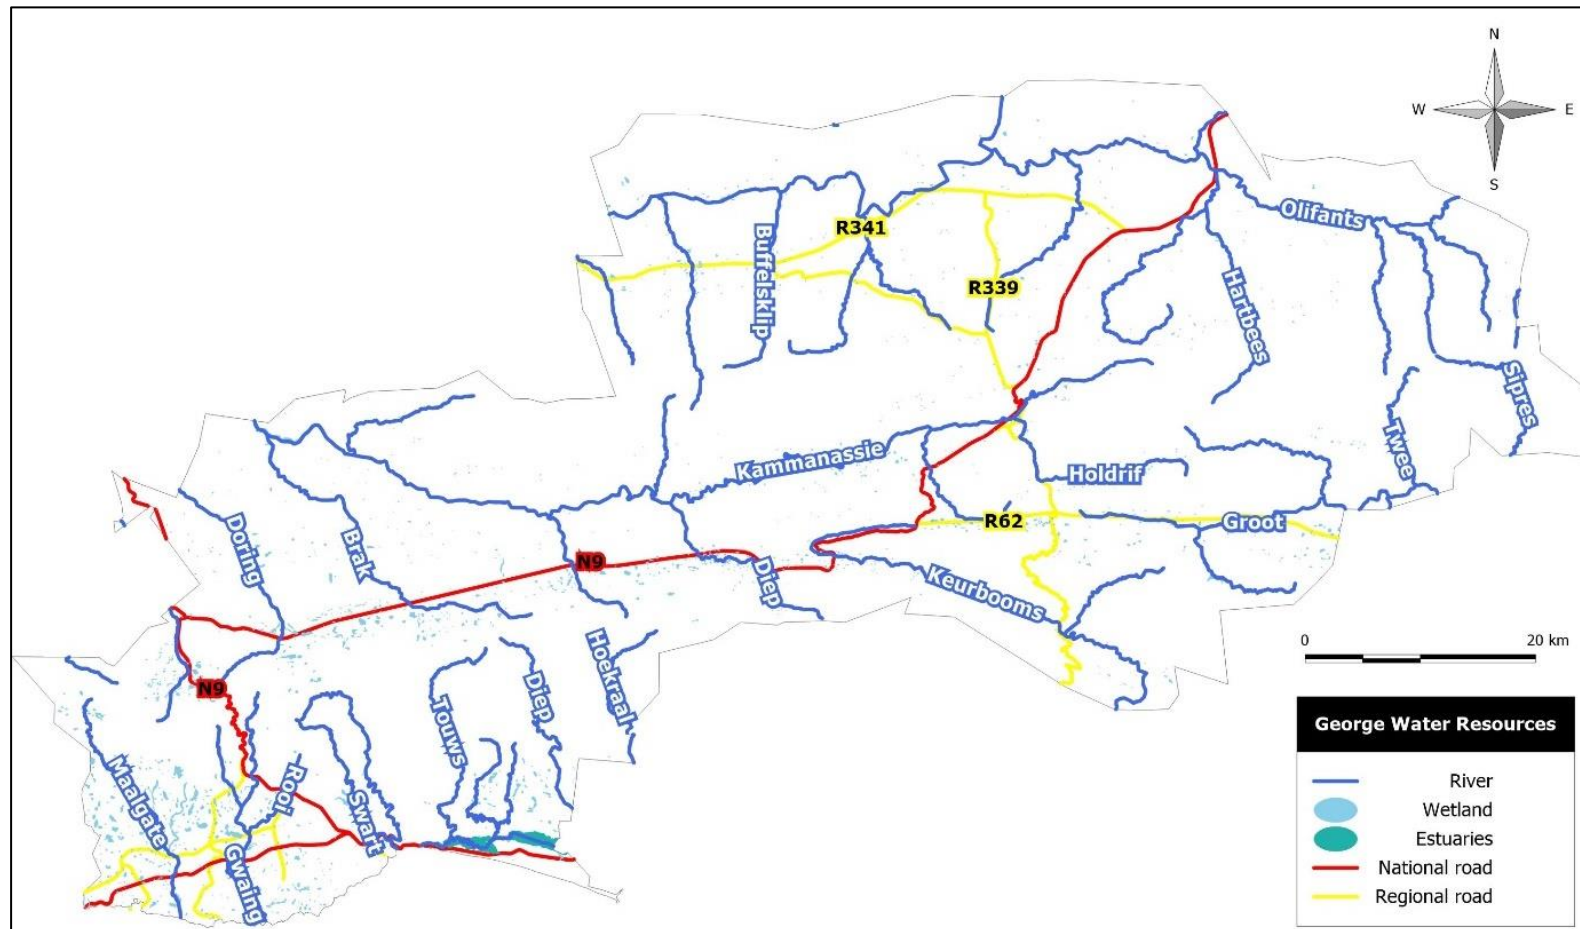 N
W E
S
Olifants
R341
Buffelsklip
R339
Hartbees
Sipres
Twee
Kammanassie
Holdrif
R62
Groot
Doring
Brak
N9
Diep
Keurbooms
Hoekraal
Diep
Touws
N9
Maalgate
Rooi
Swart
Gwaing
0 20 km
George Water Resources
River
Wetland
Estuaries
National road
Regional road